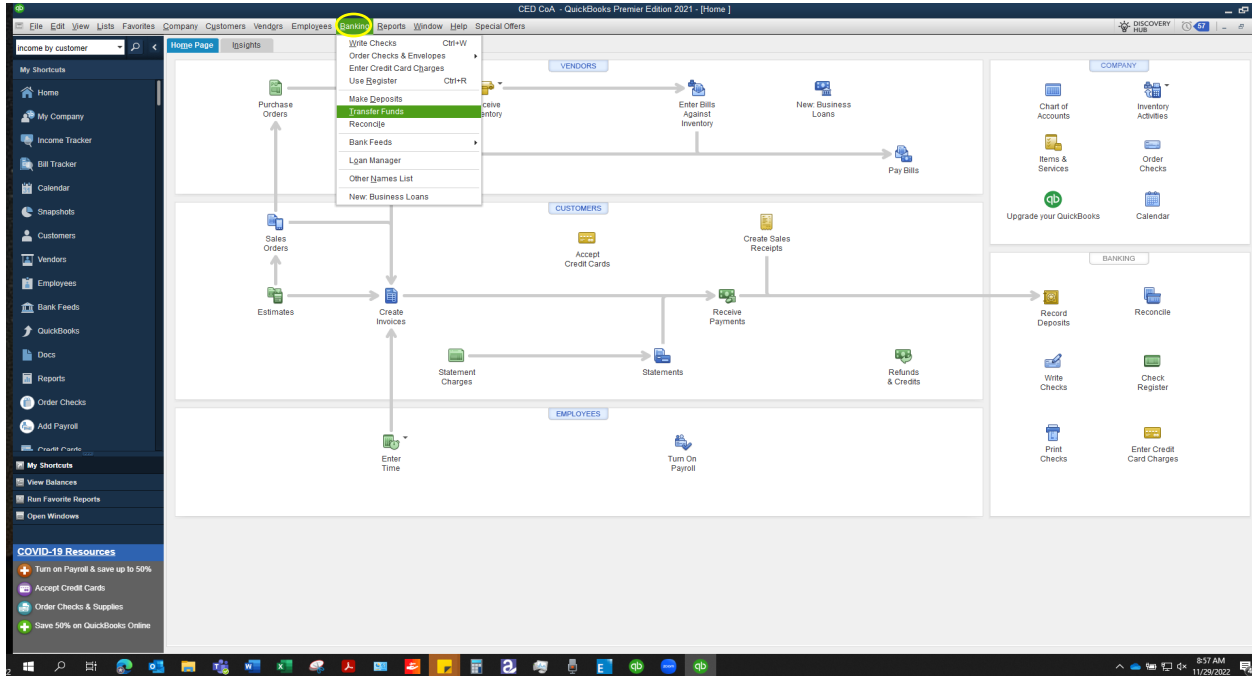 CED CoA - QuickBooks Premier Edition 2021 - [Home ]
File Edit View Lists Favorites Company Customers Vendors Employees Banking Reports Window Help Special Offers
DISCOVERY HUB
57
income by customer
Home Page
Insights
My Shortcuts
Home
My Company
Income Tracker
Bill Tracker
Calendar
Snapshots
Customers
Vendors
Employees
Bank Feeds
QuickBooks
Docs
Reports
Order Checks
Add Payroll
Credit Cards
My Shortcuts
View Balances
Run Favorite Reports
Open Windows
COVID-19 Resources
Turn on Payroll & save up to 50%
Accept Credit Cards
Order Checks & Supplies
Save 50% on QuickBooks Online
Write Checks Ctrl+W
Order Checks & Envelopes
Enter Credit Card Charges
Use Register Ctrl+R
Make Deposits
Transfer Funds
Reconcile
Bank Feeds
Loan Manager
Other Names List
New: Business Loans
VENDORS
Purchase
Orders
ceive
entory
Enter Bills
Against
Inventory
New: Business
Loans
Pay Bills
CUSTOMERS
Sales
Orders
Accept
Credit Cards
Create Sales
Receipts
Estimates
Create
Invoices
Receive
Payments
Statement
Charges
Statements
Refunds
& Credits
EMPLOYEES
Enter
Time
Turn On
Payroll
COMPANY
Chart of
Accounts
Inventory
Activities
Items &
Services
Order
Checks
Upgrade your QuickBooks
Calendar
BANKING
Record
Deposits
Reconcile
Write
Checks
Check
Register
Print
Checks
Enter Credit
Card Charges
8:57 AM
11/29/2022